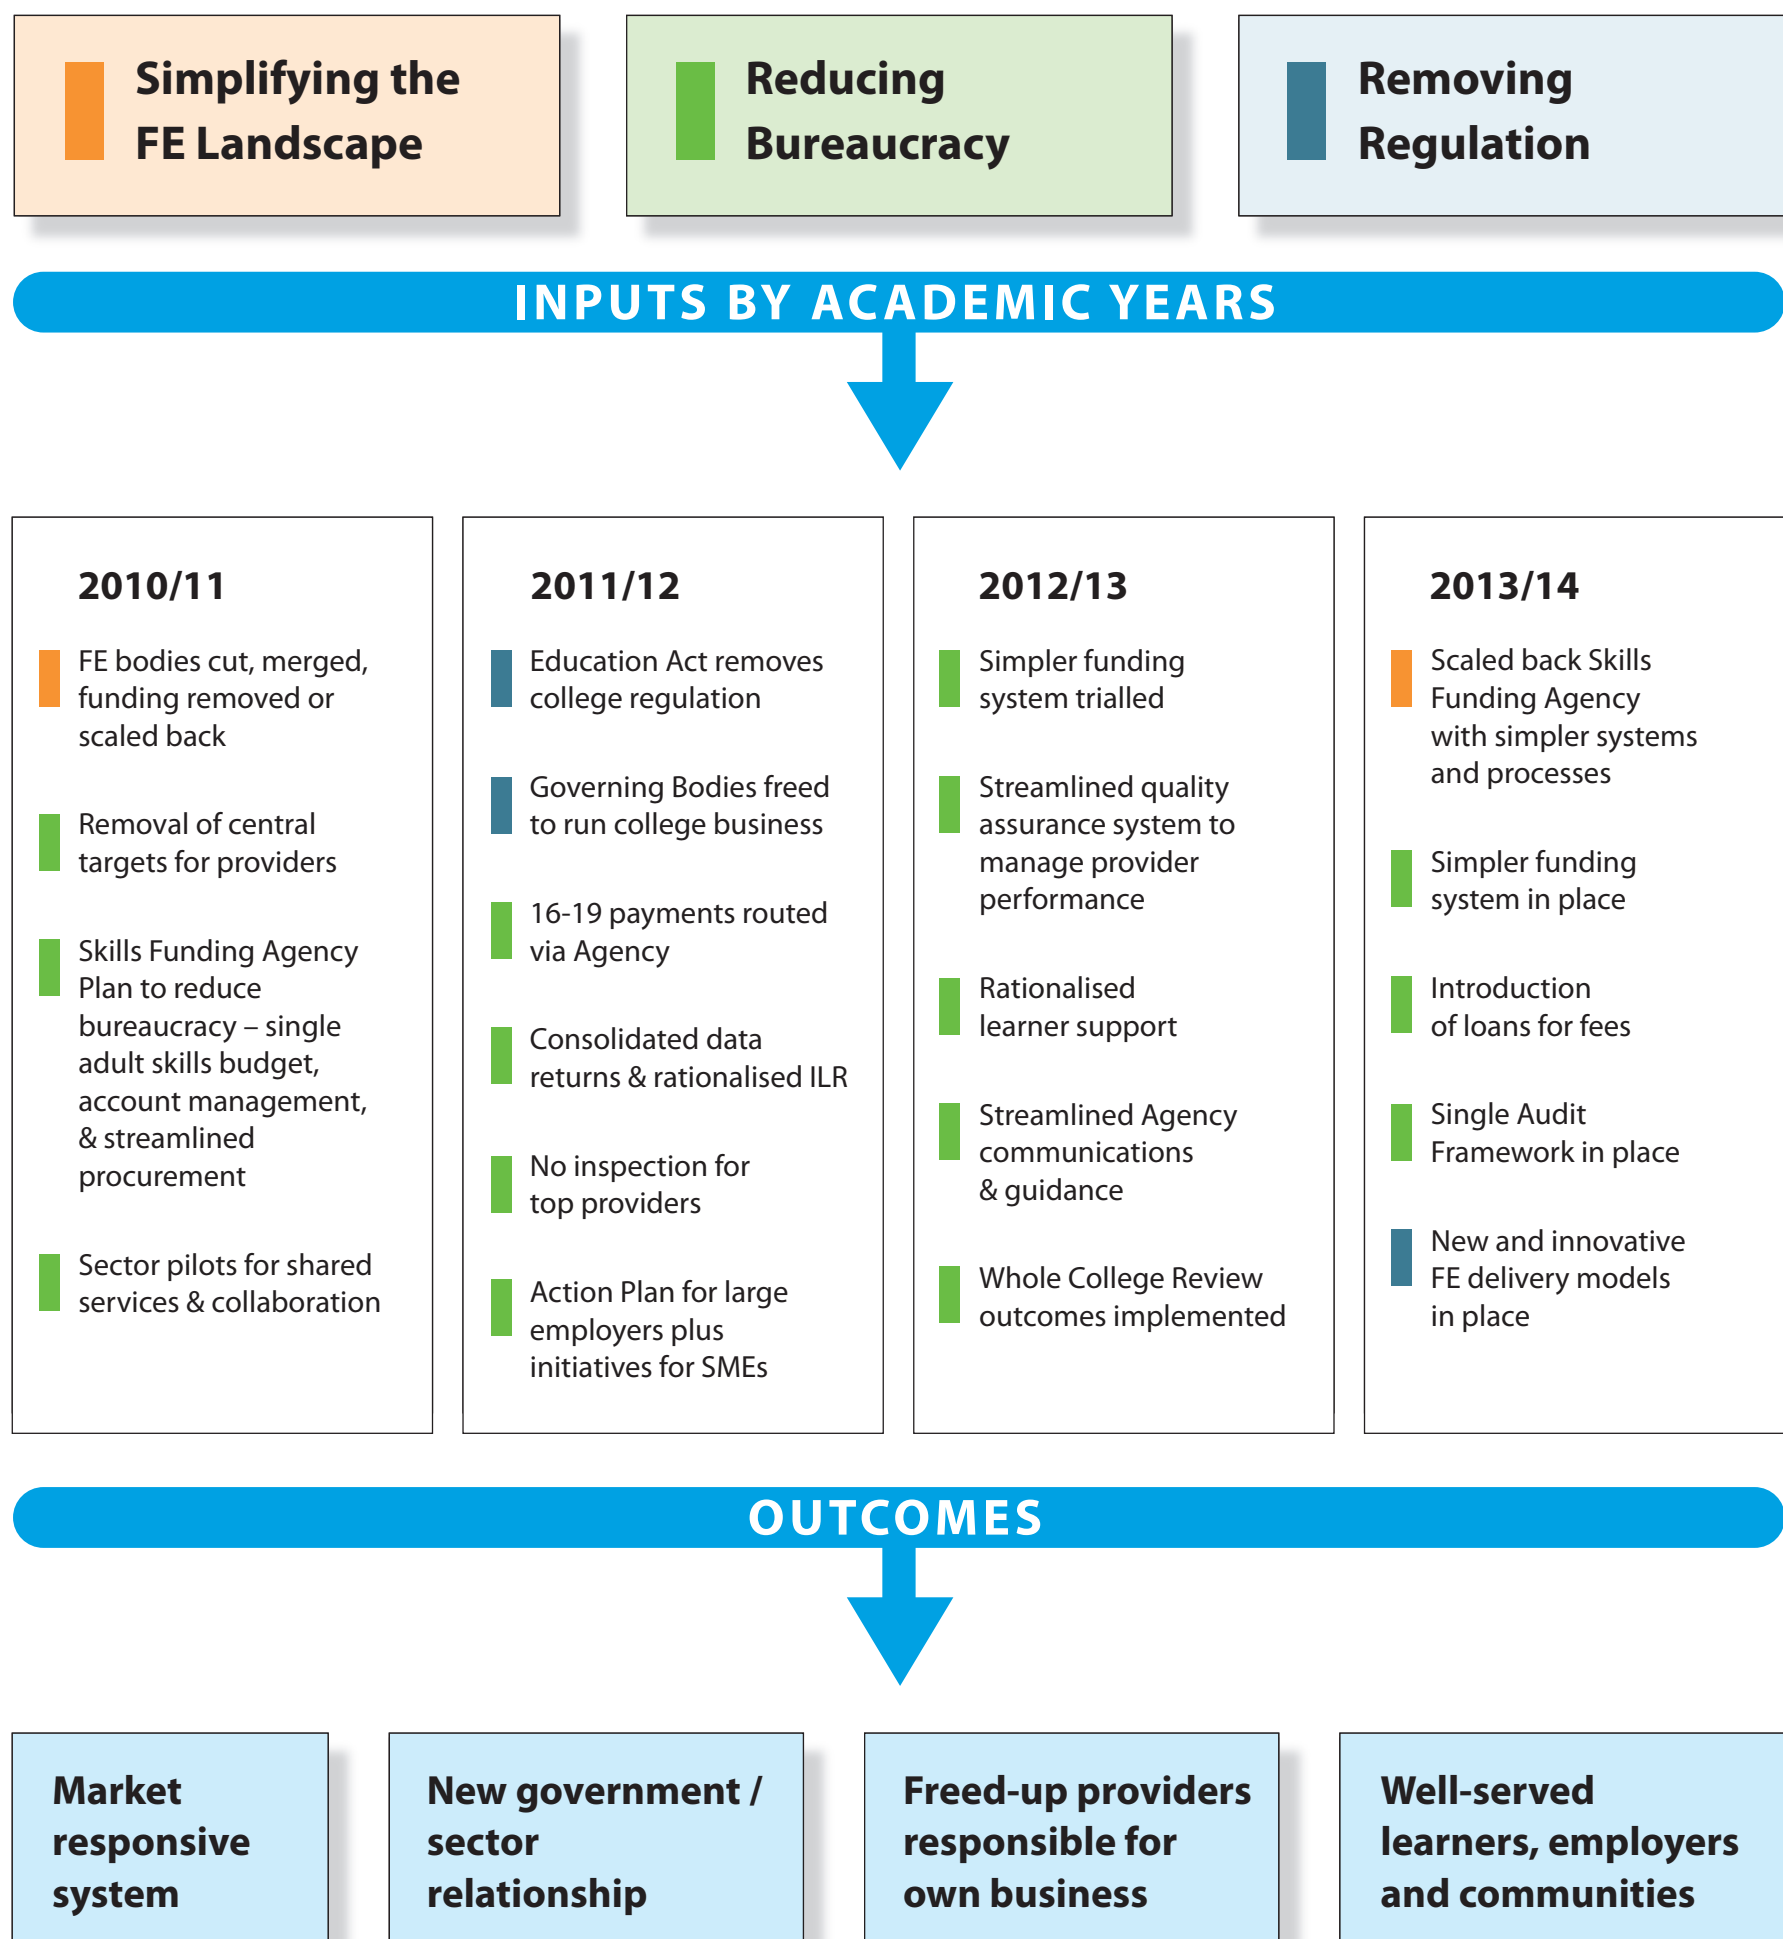 Simplifying the
FE Landscape
Reducing
Bureaucracy
Removing
Regulation
INPUTS BY ACADEMIC YEARS
2010/11
FE bodies cut, merged,
funding removed or
scaled back
Removal of central
targets for providers
Skills Funding Agency
Plan to reduce
bureaucracy – single
adult skills budget,
account management,
& streamlined
procurement
Sector pilots for shared
services & collaboration
2011/12
Education Act removes
college regulation
Governing Bodies freed
to run college business
16-19 payments routed
via Agency
Consolidated data
returns & rationalised ILR
No inspection for
top providers
Action Plan for large
employers plus
initiatives for SMEs
2012/13
Simpler funding
system trialled
Streamlined quality
assurance system to
manage provider
performance
Rationalised
learner support
Streamlined Agency
communications
& guidance
Whole College Review
outcomes implemented
2013/14
Scaled back Skills
Funding Agency
with simpler systems
and processes
Simpler funding
system in place
Introduction
of loans for fees
Single Audit
Framework in place
New and innovative
FE delivery models
in place
OUTCOMES
Market
responsive
system
New government /
sector
relationship
Freed-up providers
responsible for
own business
Well-served
learners, employers
and communities